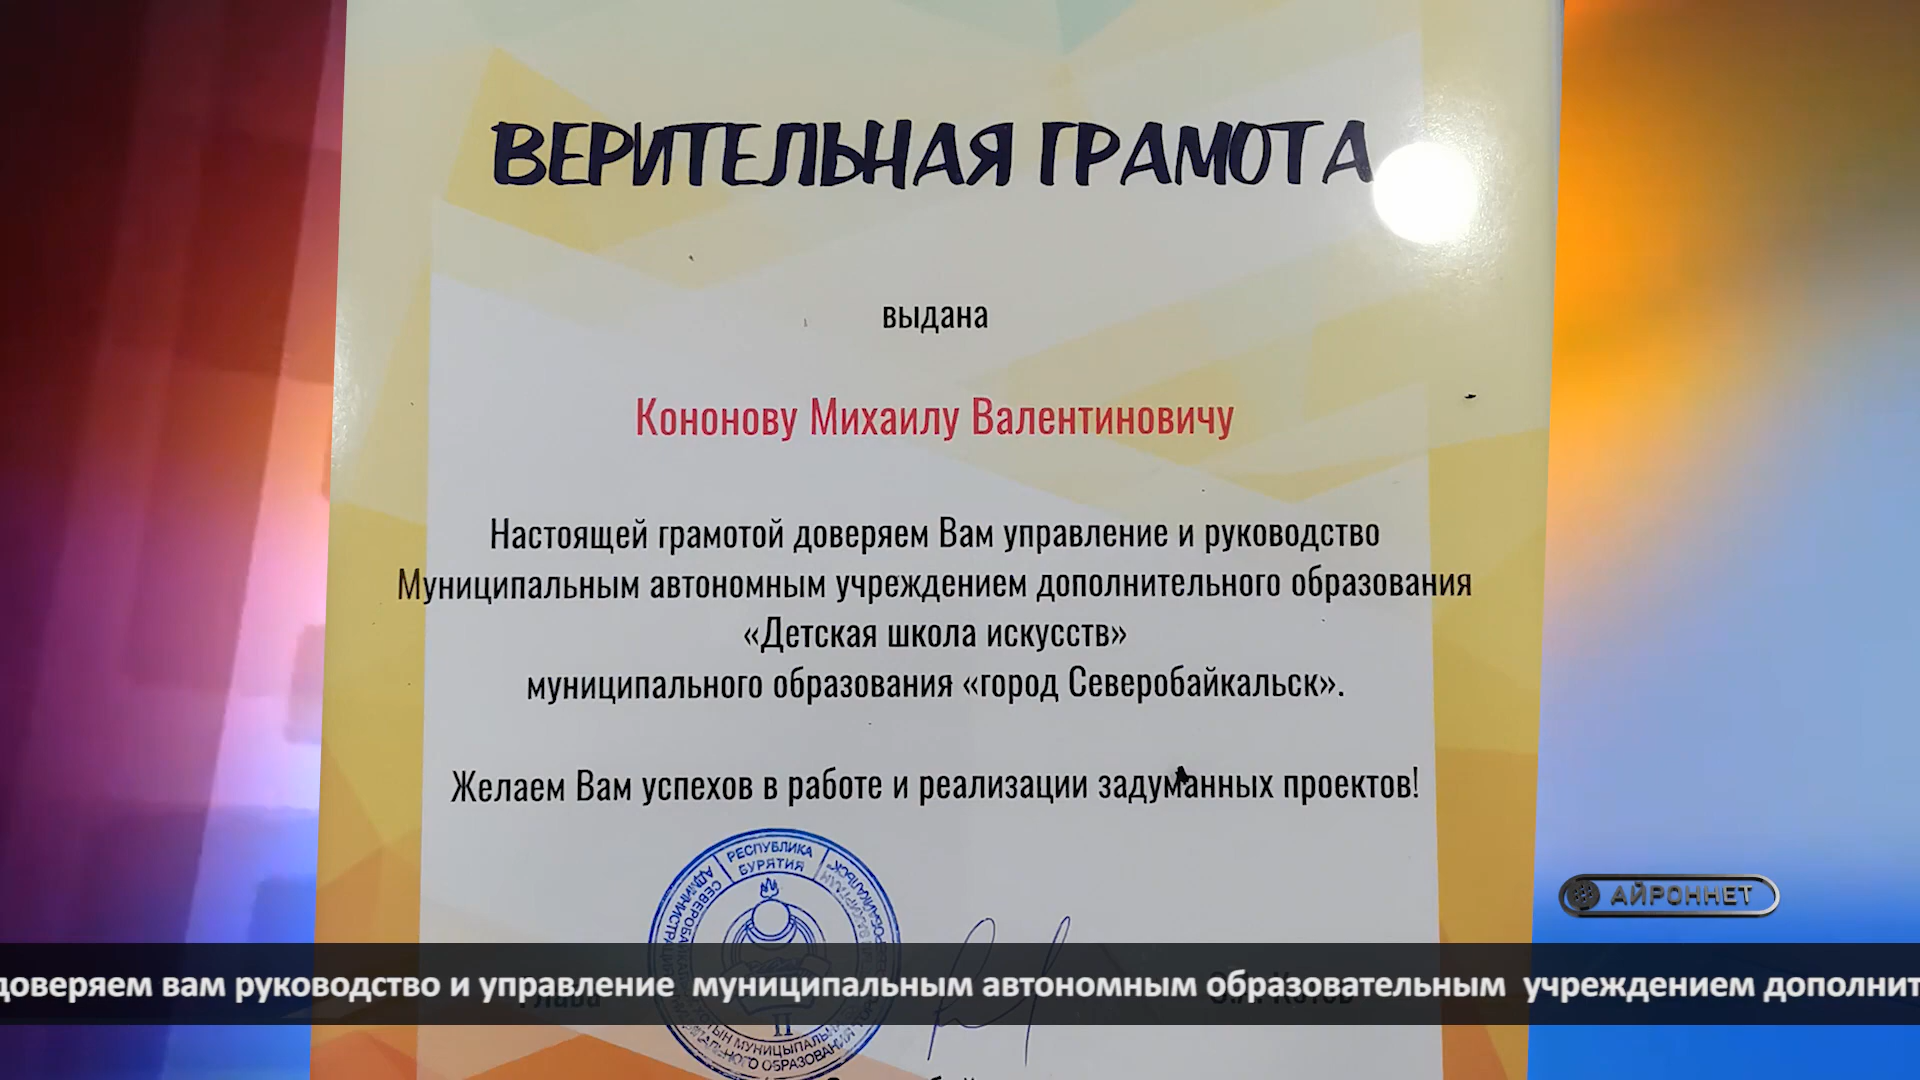 ВЕРИТЕЛЬНАЯ ГРАМОТА
выдана
Кононову Михаилу Валентиновичу
Настоящей грамотой доверяем Вам управление и руководство
Муниципальным автономным учреждением дополнительного образования
«Детская школа искусств»
муниципального образования «город Северобайкальск».
Желаем Вам успехов в работе и реализации задуманных проектов!
РЕСПУБЛИКА
БУРЯТИЯ
АЙРОННЕТ
доверяем вам руководство и управление муниципальным автономным образовательным учреждением дополнит
Глава